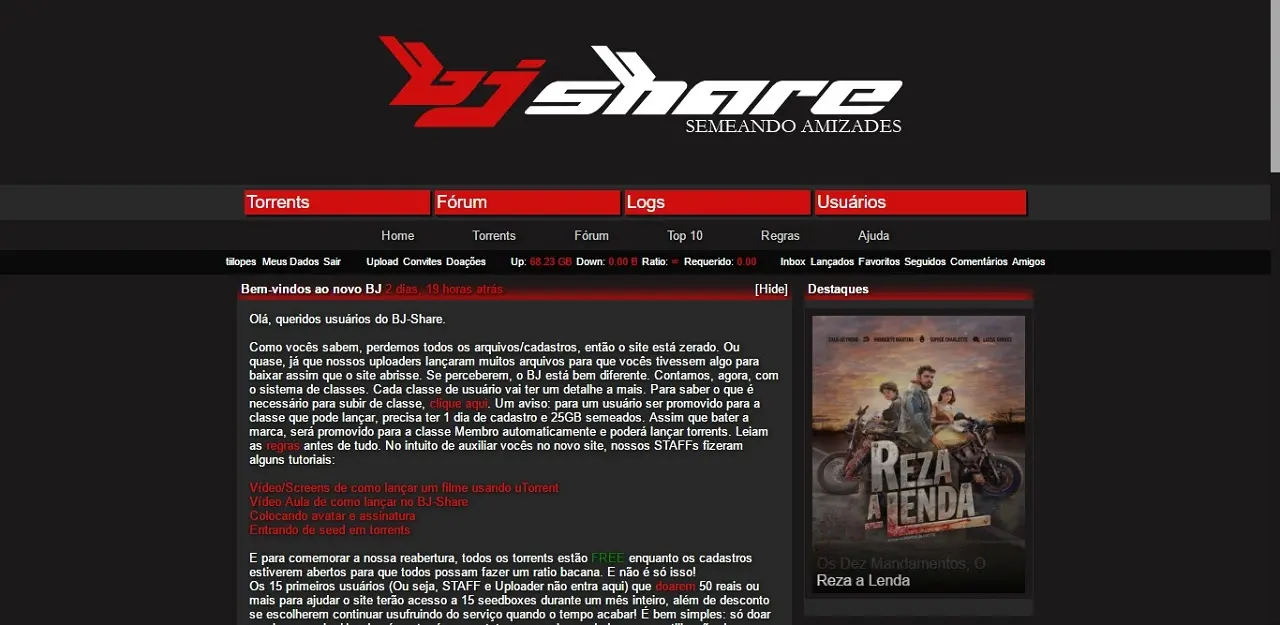 bj share
SEMEANDO AMIZADES
Torrents Fórum Logs Usuários
Home Torrents Fórum Top 10 Regras Ajuda
tilopes Meus Dados Sair Upload Convites Doações Up: 68.23 GB Down: 0.00 B Ratio: ∞ Requerido: 0.00 Inbox Lançados Favoritos Seguidos Comentários Amigos
Bem-vindos ao novo BJ 2 dias, 19 horas atrás [Hide]
Olá, queridos usuários do BJ-Share.
Como vocês sabem, perdemos todos os arquivos/cadastros, então o site está zerado. Ou
quase, já que nossos uploaders lançaram muitos arquivos para que vocês tivessem algo para
baixar assim que o site abrisse. Se perceberem, o BJ está bem diferente. Contamos, agora, com
o sistema de classes. Cada classe de usuário vai ter um detalhe a mais. Para saber o que é
necessário para subir de classe, clique aqui. Um aviso: para um usuário ser promovido para a
classe que pode lançar, precisa ter 1 dia de cadastro e 25GB semeados. Assim que bater a
marca, será promovido para a classe Membro automaticamente e poderá lançar torrents. Leiam
as regras antes de tudo. No intuito de auxiliar vocês no novo site, nossos STAFFs fizeram
alguns tutoriais:
Vídeo/Screens de como lançar um filme usando uTorrent
Vídeo Aula de como lançar no BJ-Share
Colocando avatar e assinatura
Entrando de seed em torrents
E para comemorar a nossa reabertura, todos os torrents estão FREE enquanto os cadastros
estiverem abertos para que todos possam fazer um ratio bacana. E não é só isso!
Os 15 primeiros usuários (Ou seja, STAFF e Uploader não entra aqui) que doarem 50 reais ou
mais para ajudar o site terão acesso a 15 seedboxes durante um mês inteiro, além de desconto
se escolherem continuar usufruindo do serviço quando o tempo acabar! É bem simples: só doar
Destaques
REZA
A LENDA
Os Dez Mandamentos, O
Reza a Lenda